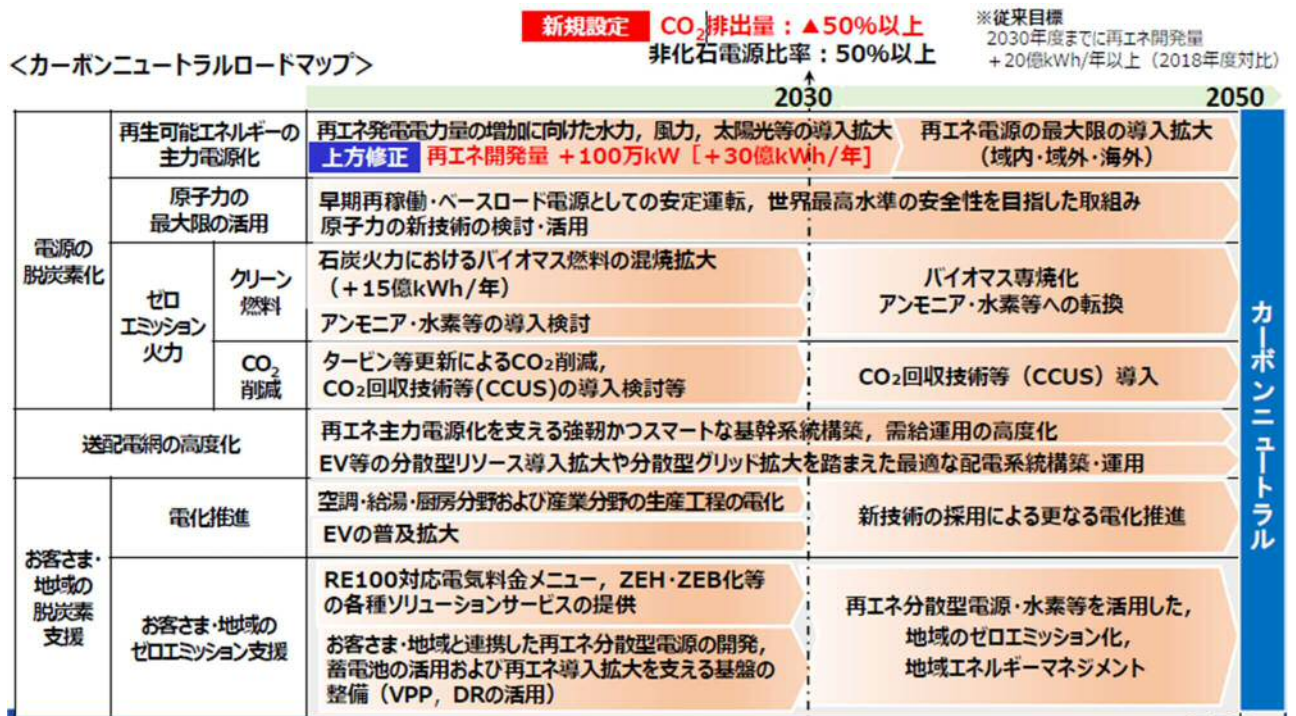 新規設定 CO₂排出量：▲50%以上
非化石電源比率：50%以上
※従来目標
2030年度までに再エネ開発量
＋20億kWh/年以上（2018年度対比）
＜カーボンニュートラルロードマップ＞
2030
2050
電源の
脱炭素化
再生可能エネルギーの
主力電源化
再エネ発電電力量の増加に向けた水力，風力，太陽光等の導入拡大
上方修正 再エネ開発量 +100万kW［+30億kWh/年］
再エネ電源の最大限の導入拡大
（域内・域外・海外）
原子力の
最大限の活用
早期再稼働・ベースロード電源としての安定運転，世界最高水準の安全性を目指した取組み
原子力の新技術の検討・活用
ゼロ
エミッション
火力
クリーン
燃料
石炭火力におけるバイオマス燃料の混焼拡大
（＋15億kWh/年）
アンモニア・水素等の導入検討
バイオマス専焼化
アンモニア・水素等への転換
CO₂
削減
タービン等更新によるCO₂削減，
CO₂回収技術等(CCUS)の導入検討等
CO₂回収技術等（CCUS）導入
送配電網の高度化
再エネ主力電源化を支える強靭かつスマートな基幹系統構築，需給運用の高度化
EV等の分散型リソース導入拡大や分散型グリッド拡大を踏まえた最適な配電系統構築・運用
お客さま・
地域の
脱炭素
支援
電化推進
空調・給湯・厨房分野および産業分野の生産工程の電化
EVの普及拡大
新技術の採用による更なる電化推進
お客さま・地域の
ゼロエミッション支援
RE100対応電気料金メニュー，ZEH・ZEB化等
の各種ソリューションサービスの提供
お客さま・地域と連携した再エネ分散型電源の開発，
蓄電池の活用および再エネ導入拡大を支える基盤の
整備（VPP，DRの活用）
再エネ分散型電源・水素等を活用した，
地域のゼロエミッション化，
地域エネルギーマネジメント
カーボンニュートラル